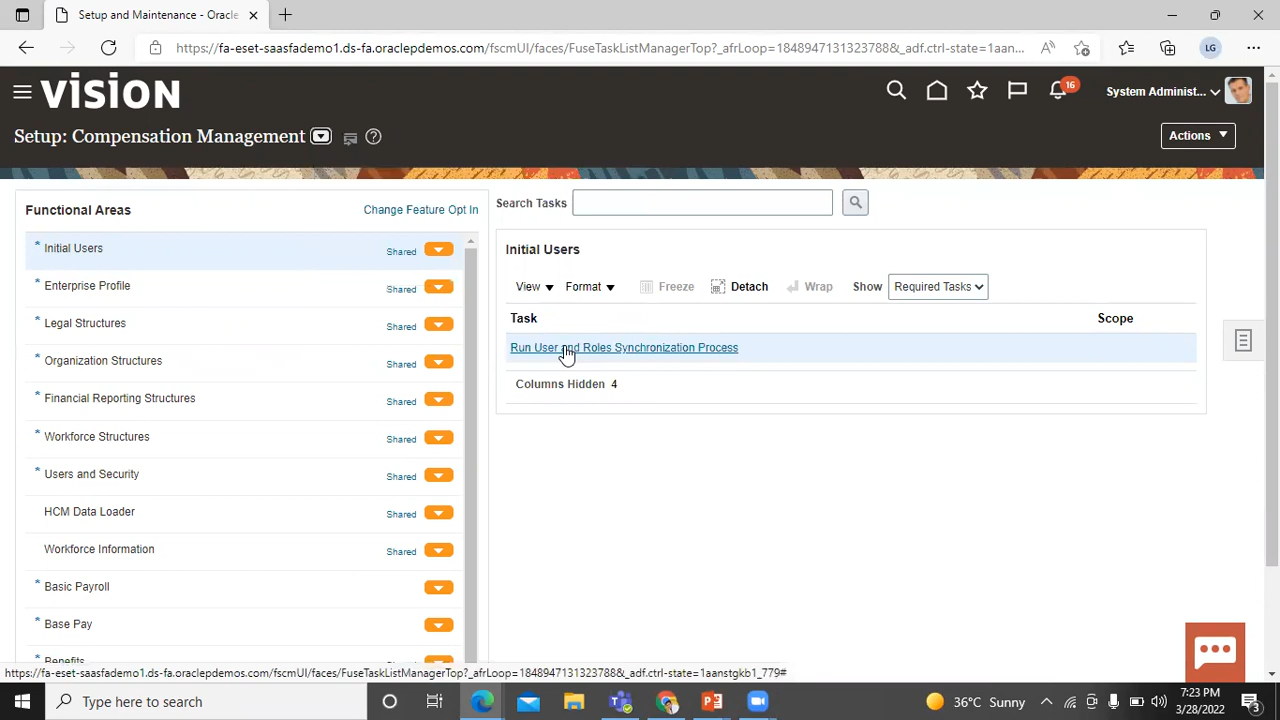 Setup and Maintenance - Oracle
https://fa-eset-saasfademo1.ds-fa.oraclepdemos.com/fscmUI/faces/FuseTaskListManagerTop?_afrLoop=1848947131323788&_adf.ctrl-state=1aan...
LG
VISION
16
System Administ...
Setup: Compensation Management
Actions
Functional Areas
Change Feature Opt In
Search Tasks
* Initial Users Shared
* Enterprise Profile Shared
* Legal Structures Shared
* Organization Structures Shared
* Financial Reporting Structures Shared
* Workforce Structures Shared
* Users and Security Shared
HCM Data Loader Shared
Workforce Information Shared
* Basic Payroll
* Base Pay
* Benefits
Initial Users
View Format Freeze Detach Wrap Show Required Tasks
Task Scope
Run User and Roles Synchronization Process
Columns Hidden 4
https://fa-eset-saasfademo1.ds-fa.oraclepdemos.com/fscmUI/faces/FuseTaskListManagerTop?_afrLoop=1848947131323788&_adf.ctrl-state=1aanstgkb1_779#
Type here to search
36°C Sunny
7:23 PM
3/28/2022
3